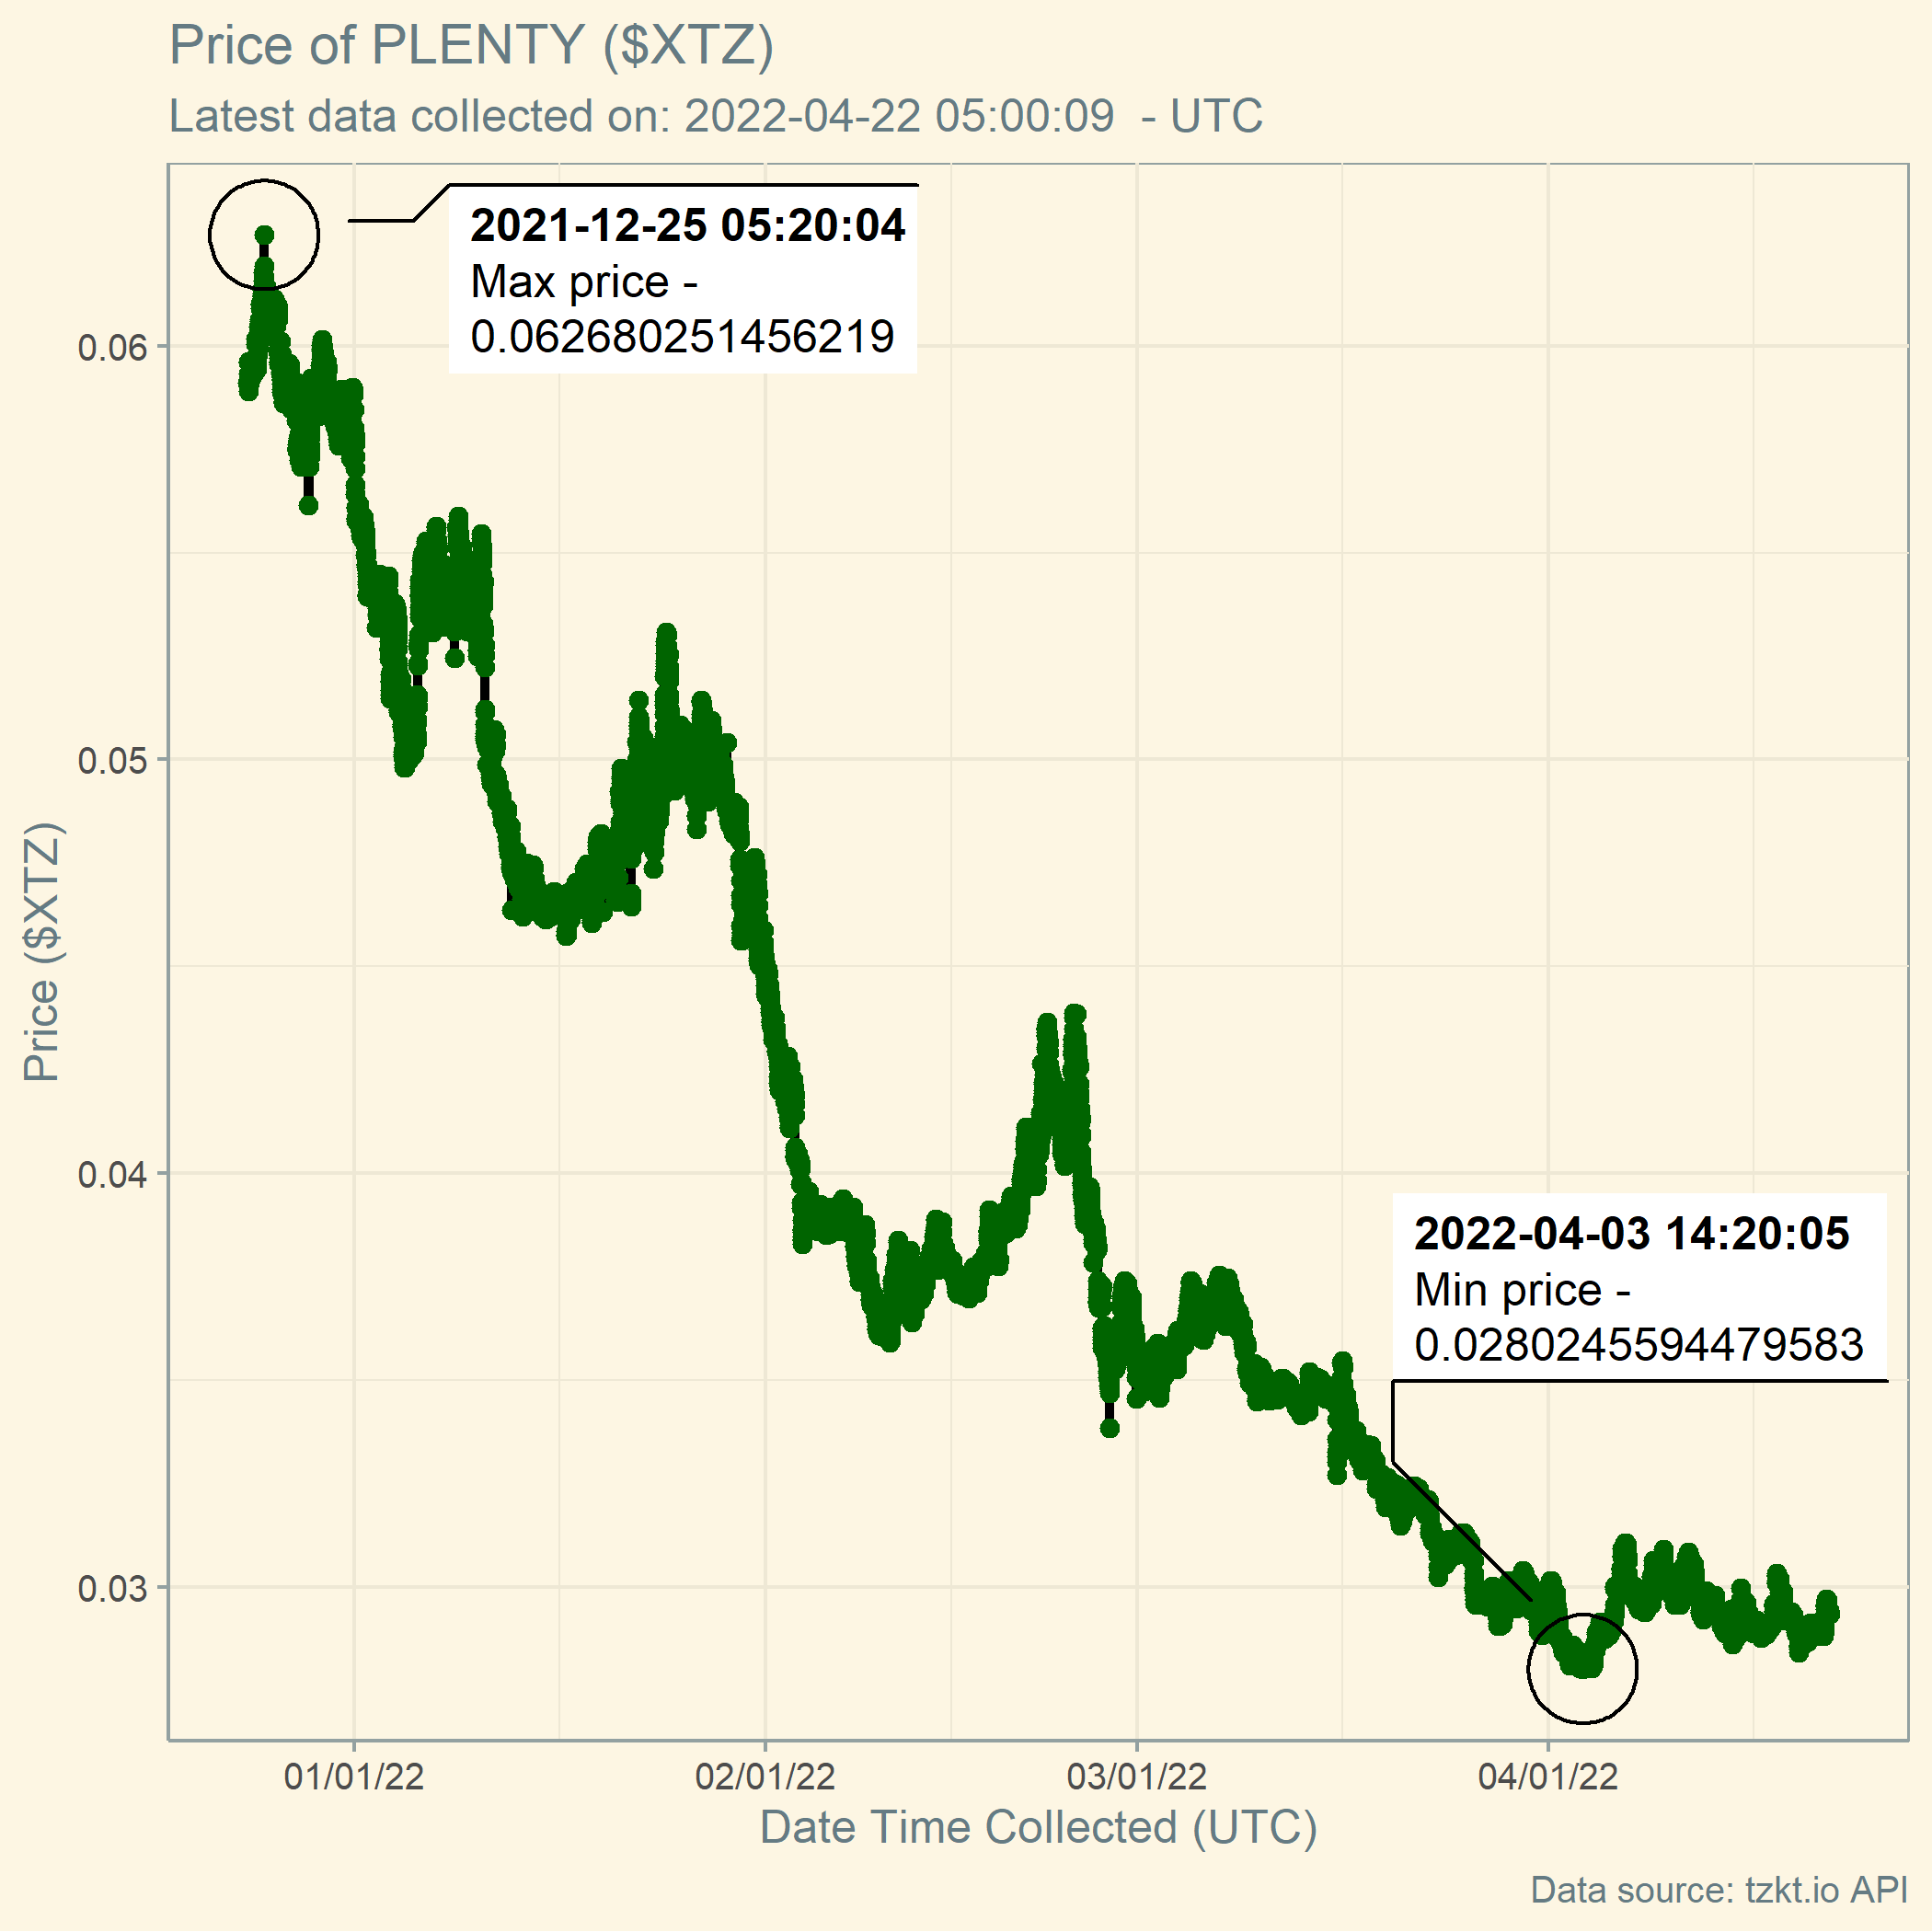 Price of PLENTY ($XTZ)
Latest data collected on: 2022-04-22 05:00:09  - UTC
2021-12-25 05:20:04
Max price -
0.062680251456219
0.06
0.05
0.04
0.03
Price ($XTZ)
2022-04-03 14:20:05
Min price -
0.0280245594479583
01/01/22
02/01/22
03/01/22
04/01/22
Date Time Collected (UTC)
Data source: tzkt.io API